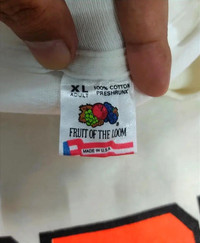 XL 100% COTTON
ADULT PRESHRUNK
FRUIT OF THE LOOM
MADE IN U.S.A.